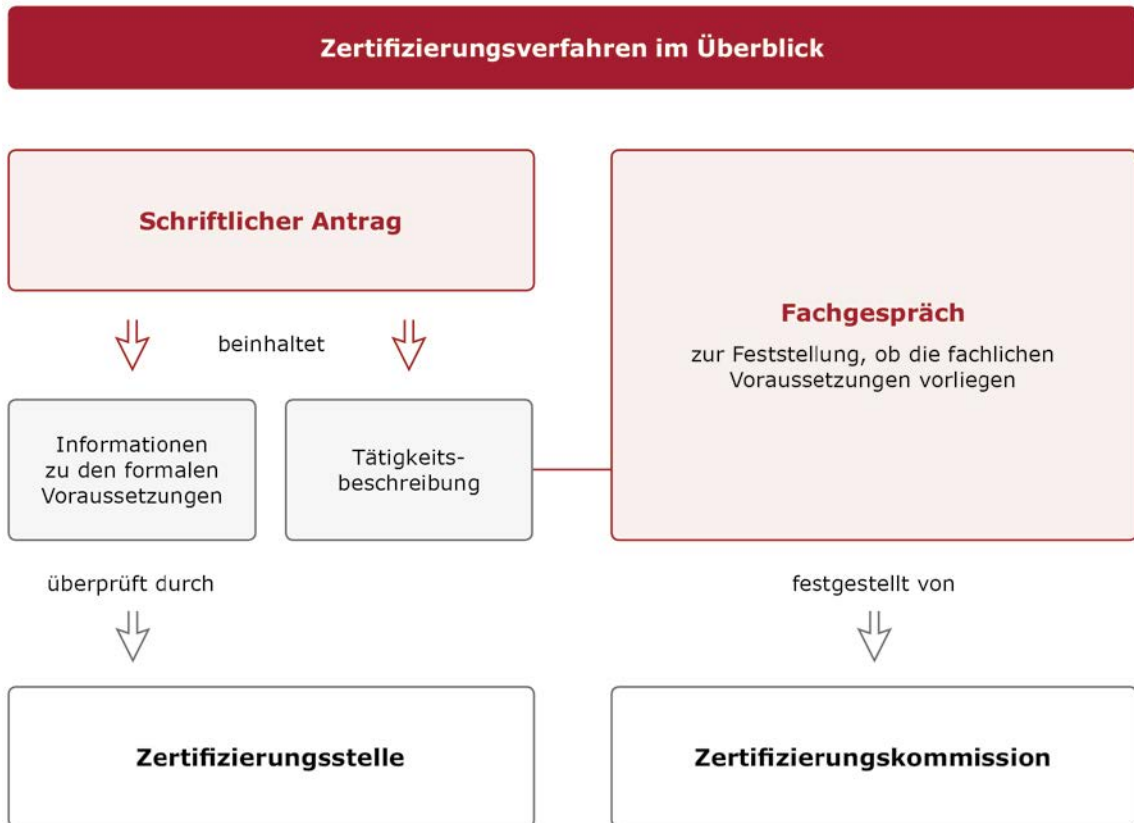 Zertifizierungsverfahren im Überblick
Schriftlicher Antrag
beinhaltet
Informationen
zu den formalen
Voraussetzungen
Tätigkeits-
beschreibung
Fachgespräch
zur Feststellung, ob die fachlichen
Voraussetzungen vorliegen
überprüft durch
festgestellt von
Zertifizierungsstelle
Zertifizierungskommission